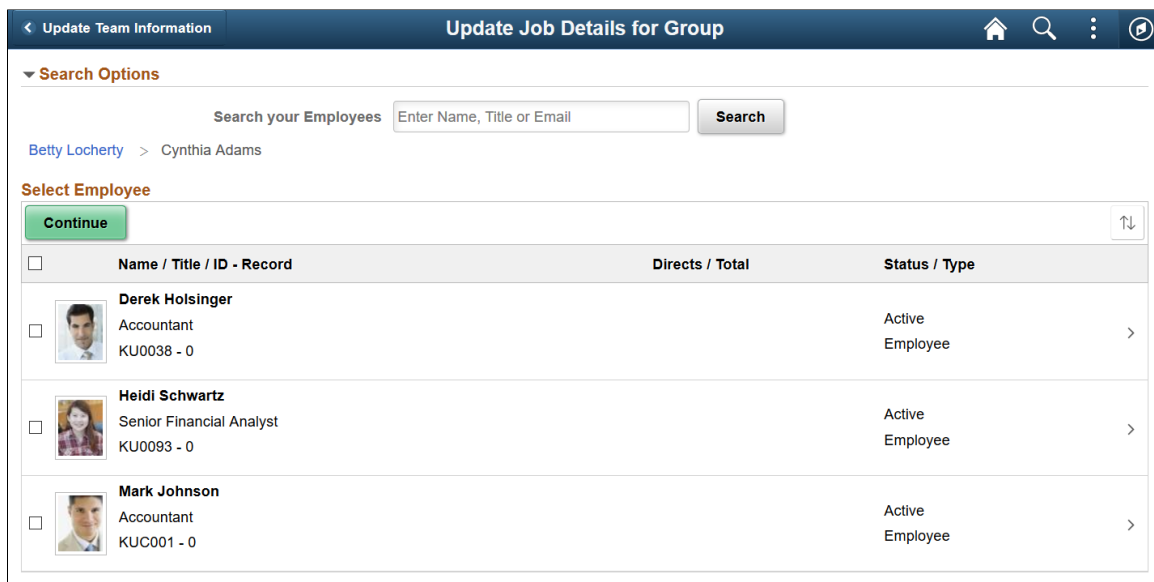 Update Team Information
Update Job Details for Group
Search Options
Search your Employees Enter Name, Title or Email Search
Betty Locherty > Cynthia Adams
Select Employee
Continue
Name / Title / ID - Record Directs / Total Status / Type
Derek Holsinger
Accountant
KU0038 - 0
Active
Employee
Heidi Schwartz
Senior Financial Analyst
KU0093 - 0
Active
Employee
Mark Johnson
Accountant
KUC001 - 0
Active
Employee